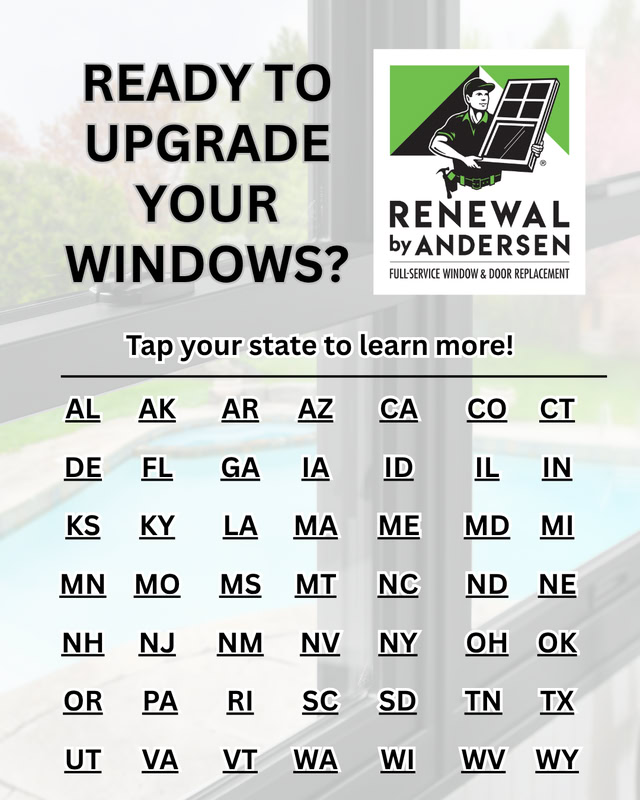 READY TO
UPGRADE
YOUR
WINDOWS?
RENEWAL
by ANDERSEN
FULL-SERVICE WINDOW & DOOR REPLACEMENT
®
Tap your state to learn more!
AL AK AR AZ CA CO CT
DE FL GA IA ID IL IN
KS KY LA MA ME MD MI
MN MO MS MT NC ND NE
NH NJ NM NV NY OH OK
OR PA RI SC SD TN TX
UT VA VT WA WI WV WY